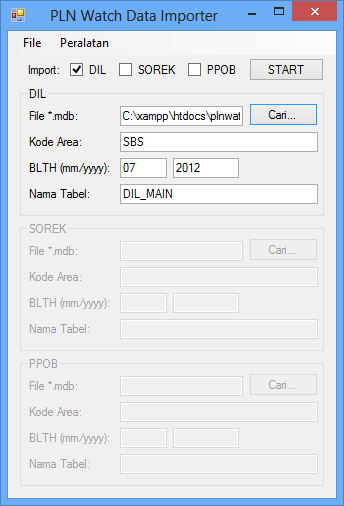 PLN Watch Data Importer
File Peralatan
Import: DIL SOREK PPOB START
DIL
File *.mdb: C:\xampp\htdocs\plnwat Cari...
Kode Area: SBS
BLTH (mm/yyyy): 07 2012
Nama Tabel: DIL_MAIN
SOREK
File *.mdb: Cari...
Kode Area:
BLTH (mm/yyyy):
Nama Tabel:
PPOB
File *.mdb: Cari...
Kode Area:
BLTH (mm/yyyy):
Nama Tabel: